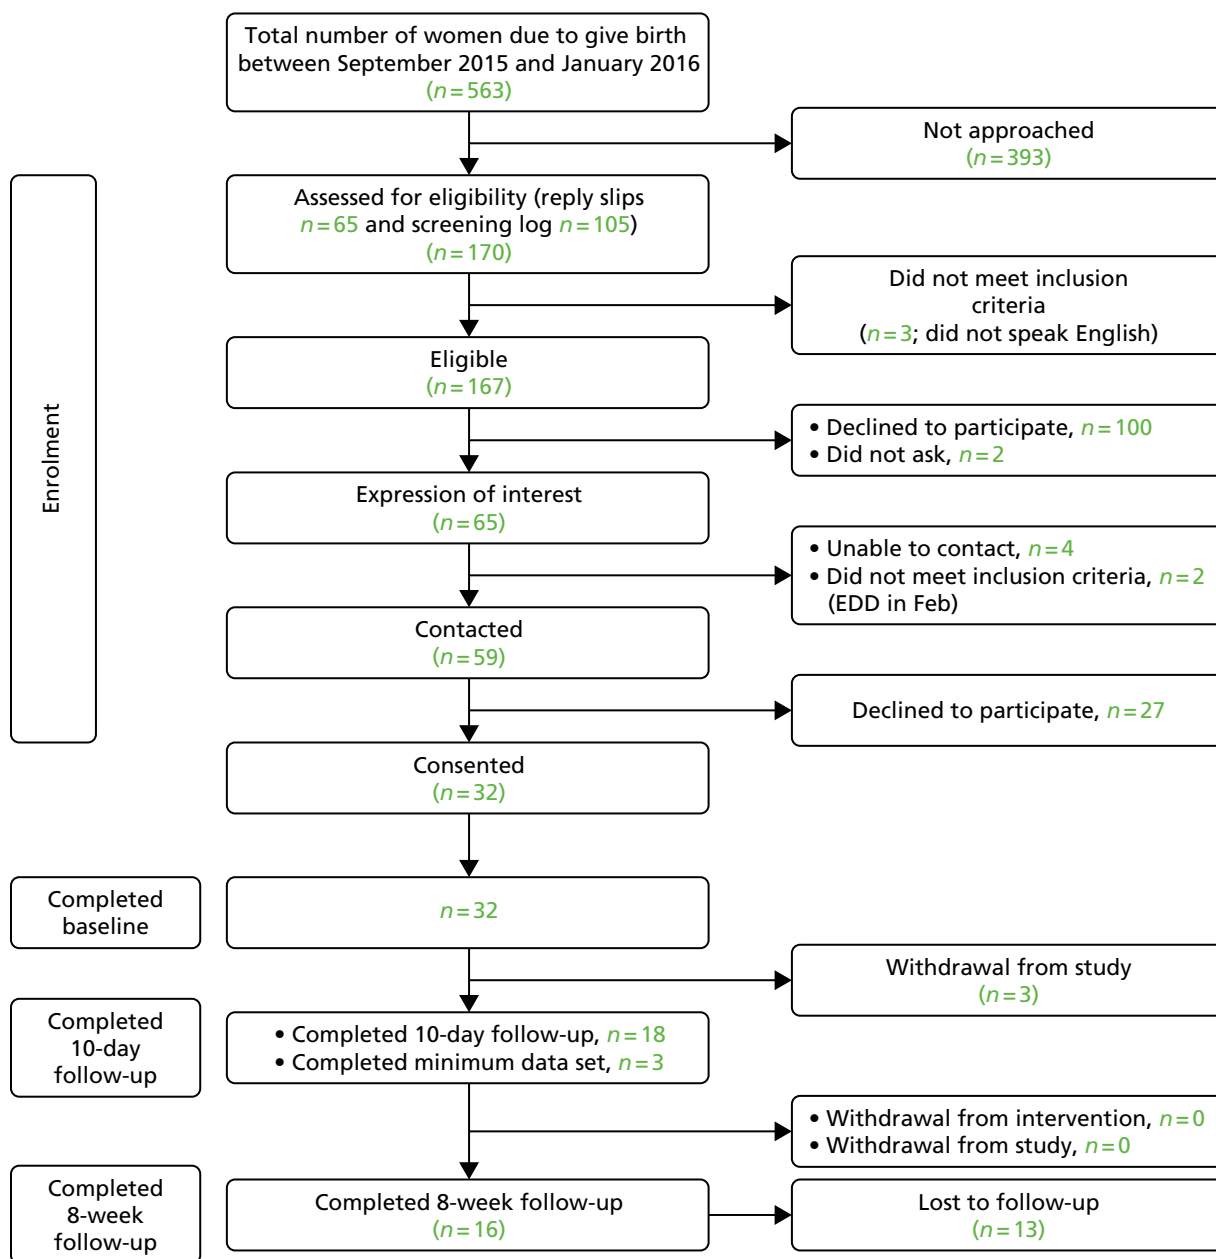 Total number of women due to give birth
between September 2015 and January 2016
(n=563)
Not approached
(n=393)
Enrolment
Assessed for eligibility (reply slips
n=65 and screening log n=105)
(n=170)
Did not meet inclusion
criteria
(n=3; did not speak English)
Eligible
(n=167)
• Declined to participate, n=100
• Did not ask, n=2
Expression of interest
(n=65)
• Unable to contact, n=4
• Did not meet inclusion criteria, n=2
(EDD in Feb)
Contacted
(n=59)
Declined to participate, n=27
Consented
(n=32)
Completed
baseline
n=32
Withdrawal from study
(n=3)
Completed
10-day
follow-up
• Completed 10-day follow-up, n=18
• Completed minimum data set, n=3
• Withdrawal from intervention, n=0
• Withdrawal from study, n=0
Completed
8-week
follow-up
Completed 8-week follow-up
(n=16)
Lost to follow-up
(n=13)